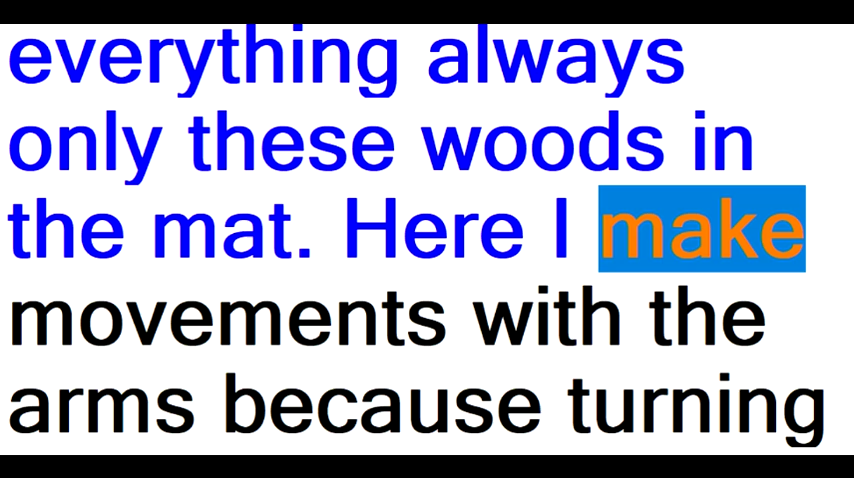 everything always
only these woods in
the mat. Here I make
movements with the
arms because turning